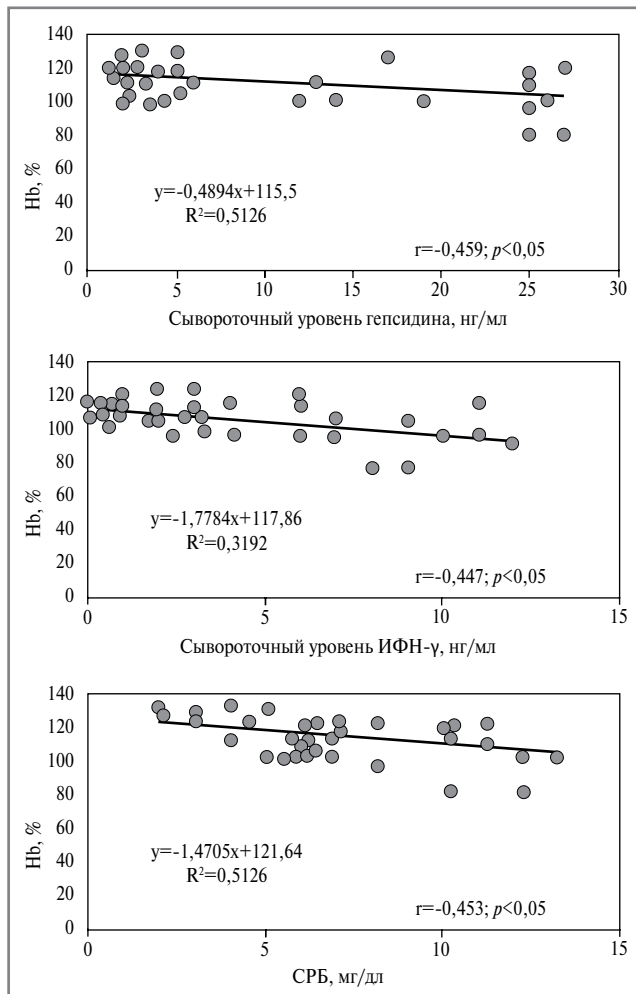 140
120
100
80
60
40
20
0
Hb, %
y=-0,4894x+115,5
R²=0,5126
r=-0,459; p<0,05
0 5 10 15 20 25 30
Сывороточный уровень гепсидина, нг/мл
140
120
100
80
60
40
20
0
Hb, %
y=-1,7784x+117,86
R²=0,3192
r=-0,447; p<0,05
0 5 10 15
Сывороточный уровень ИФН-γ, нг/мл
140
120
100
80
60
40
20
0
Hb, %
y=-1,4705x+121,64
R²=0,5126
r=-0,453; p<0,05
0 5 10 15
СРБ, мг/дл